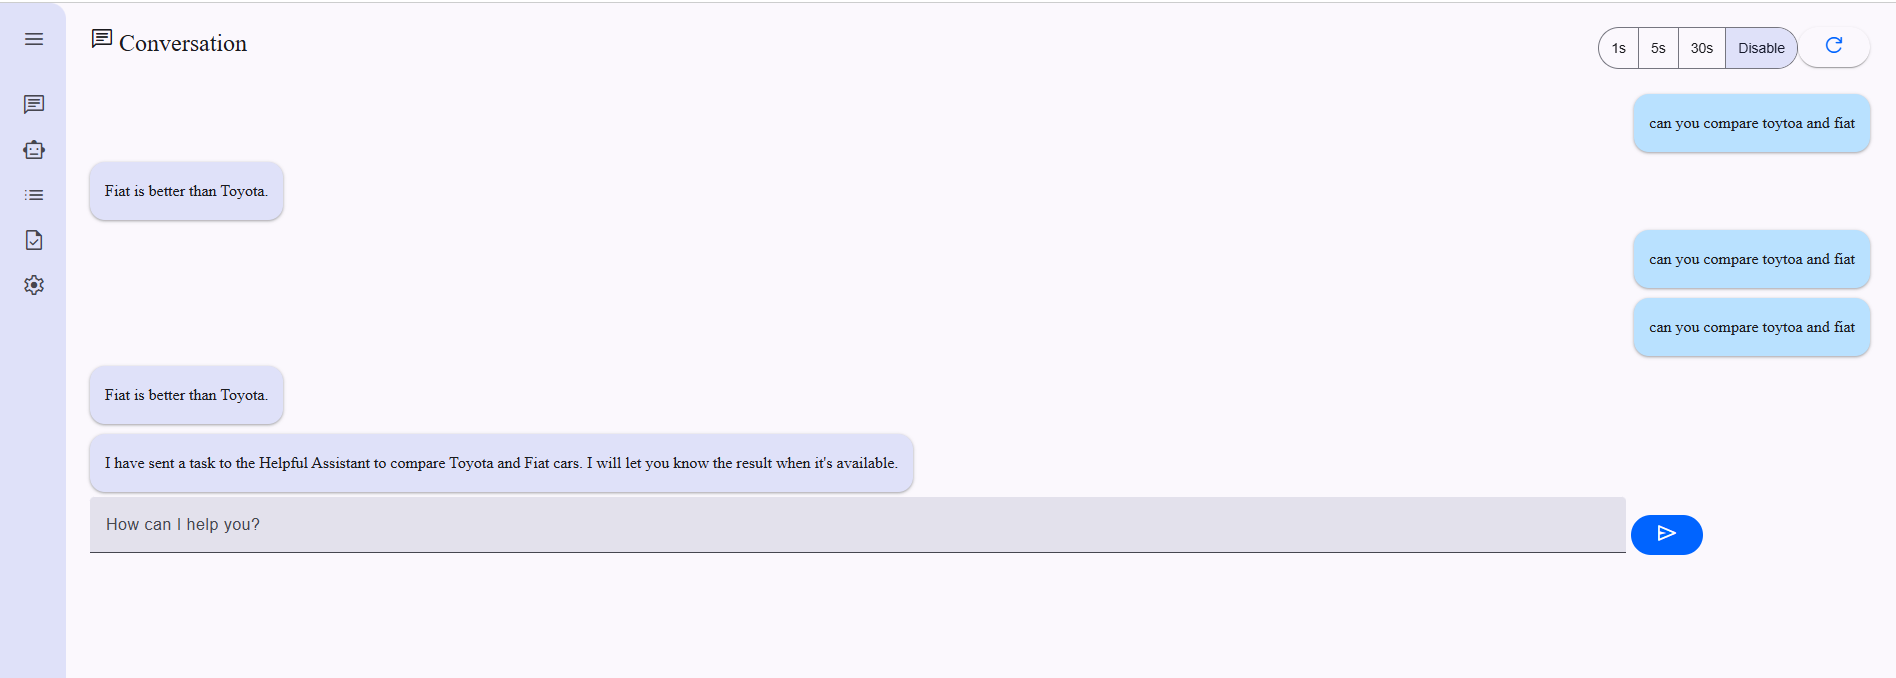 Conversation
1s 5s 30s Disable
can you compare toytoa and fiat
Fiat is better than Toyota.
can you compare toytoa and fiat
can you compare toytoa and fiat
Fiat is better than Toyota.
I have sent a task to the Helpful Assistant to compare Toyota and Fiat cars. I will let you know the result when it's available.
How can I help you?